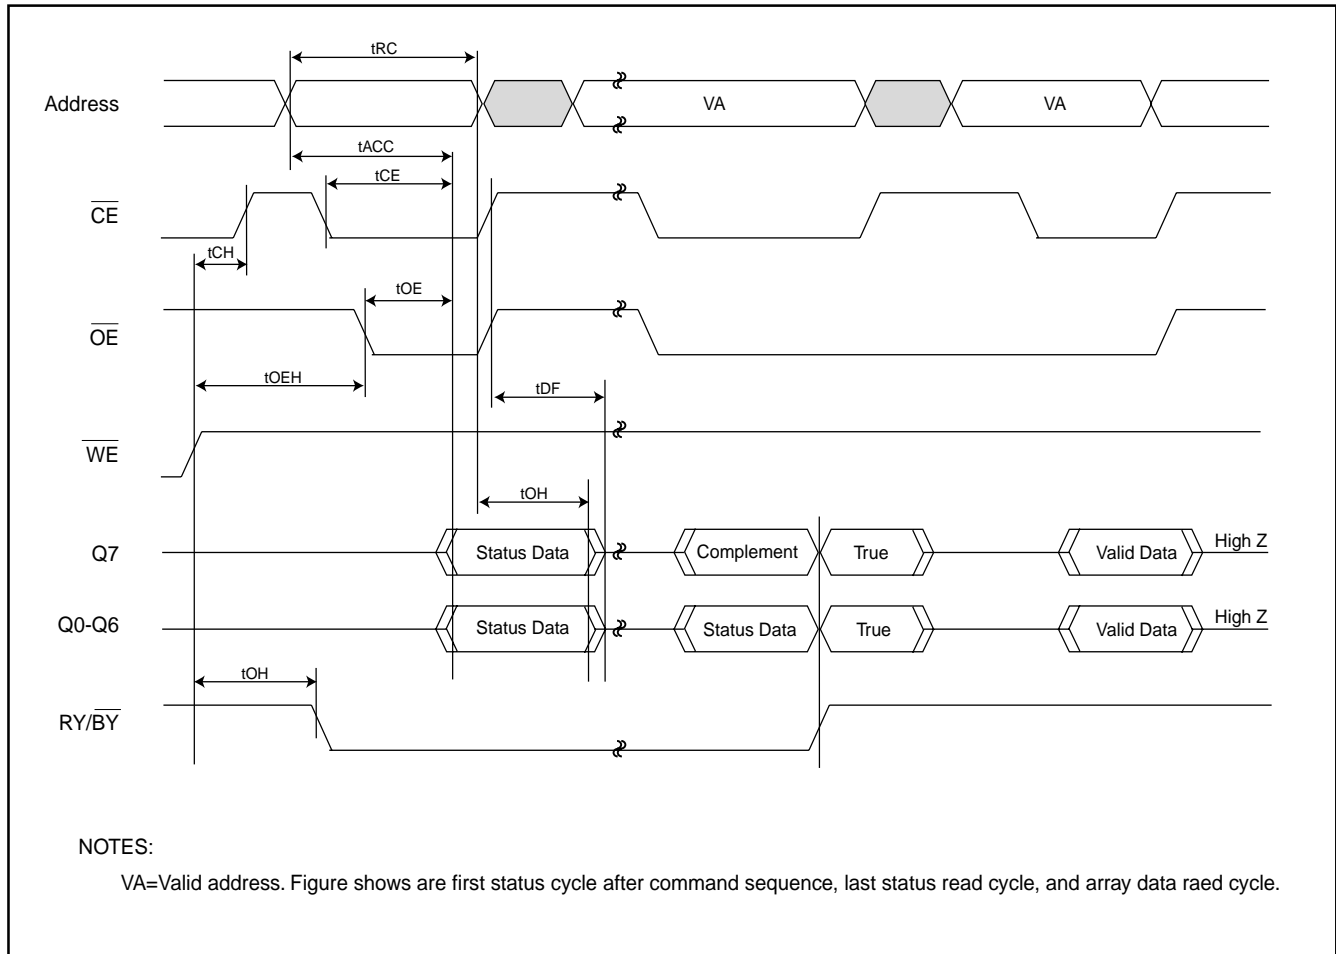 tRC
Address
VA
VA
tACC
tCE
CE
tCH
tOE
OE
tOEH
tDF
WE
tOH
Q7
Status Data
Complement
True
Valid Data
High Z
Q0-Q6
Status Data
Status Data
True
Valid Data
High Z
tOH
RY/BY
NOTES:
VA=Valid address. Figure shows are first status cycle after command sequence, last status read cycle, and array data raed cycle.